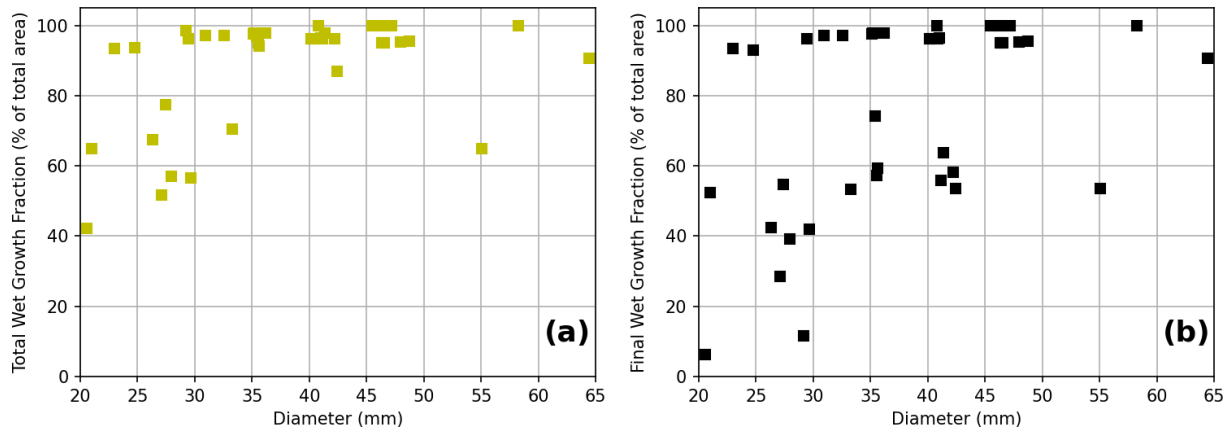 Total Wet Growth Fraction (% of total area)
100
80
60
40
20
0
20 25 30 35 40 45 50 55 60 65
Diameter (mm)
(a)
Final Wet Growth Fraction (% of total area)
100
80
60
40
20
0
20 25 30 35 40 45 50 55 60 65
Diameter (mm)
(b)